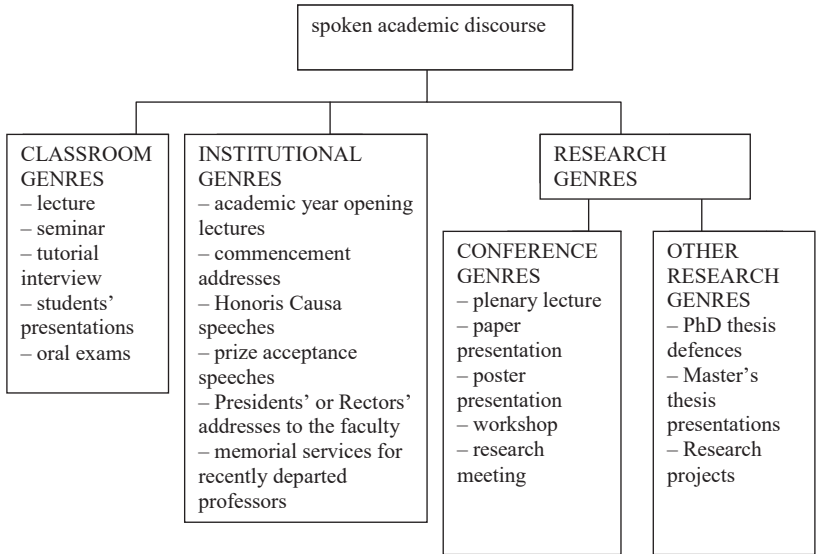 spoken academic discourse
CLASSROOM
GENRES
– lecture
– seminar
– tutorial
interview
– students’
presentations
– oral exams
INSTITUTIONAL
GENRES
– academic year opening
lectures
– commencement
addresses
– Honoris Causa
speeches
– prize acceptance
speeches
– Presidents’ or Rectors’
addresses to the faculty
– memorial services for
recently departed
professors
RESEARCH
GENRES
CONFERENCE
GENRES
– plenary lecture
– paper
presentation
– poster
presentation
– workshop
– research
meeting
OTHER
RESEARCH
GENRES
– PhD thesis
defences
– Master’s
thesis
presentations
– Research
projects